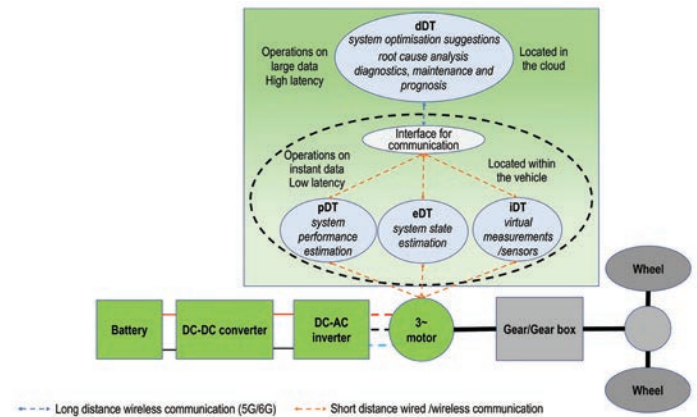 dDT
system optimisation suggestions
root cause analysis
diagnostics, maintenance and
prognosis
Operations on
large data
High latency
Located in
the cloud
Interface for
communication
Operations on
instant data
Low latency
Located within
the vehicle
pDT
system
performance
estimation
eDT
system state
estimation
iDT
virtual
measurements
/sensors
Wheel
Battery
DC-DC converter
DC-AC
inverter
3~
motor
Gear/Gear box
Wheel
Long distance wireless communication (5G/6G)
Short distance wired /wireless communication